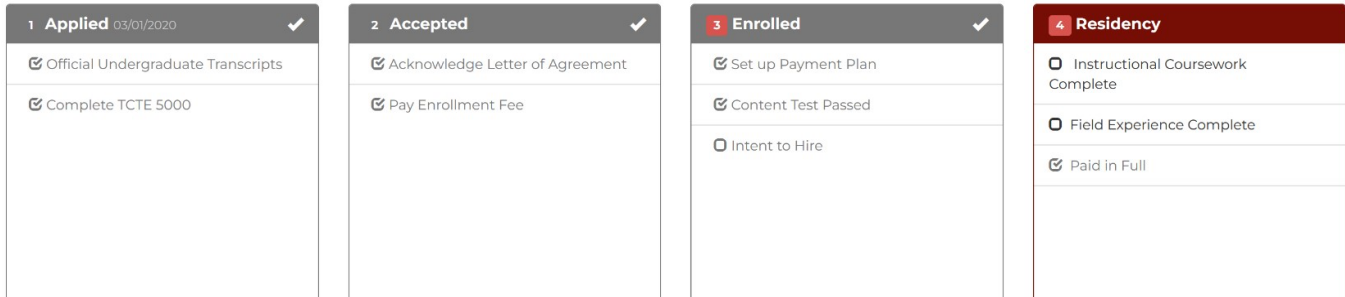 1 Applied 03/01/2020
Official Undergraduate Transcripts
Complete TCTE 5000
2 Accepted
Acknowledge Letter of Agreement
Pay Enrollment Fee
3 Enrolled
Set up Payment Plan
Content Test Passed
Intent to Hire
4 Residency
Instructional Coursework
Complete
Field Experience Complete
Paid in Full